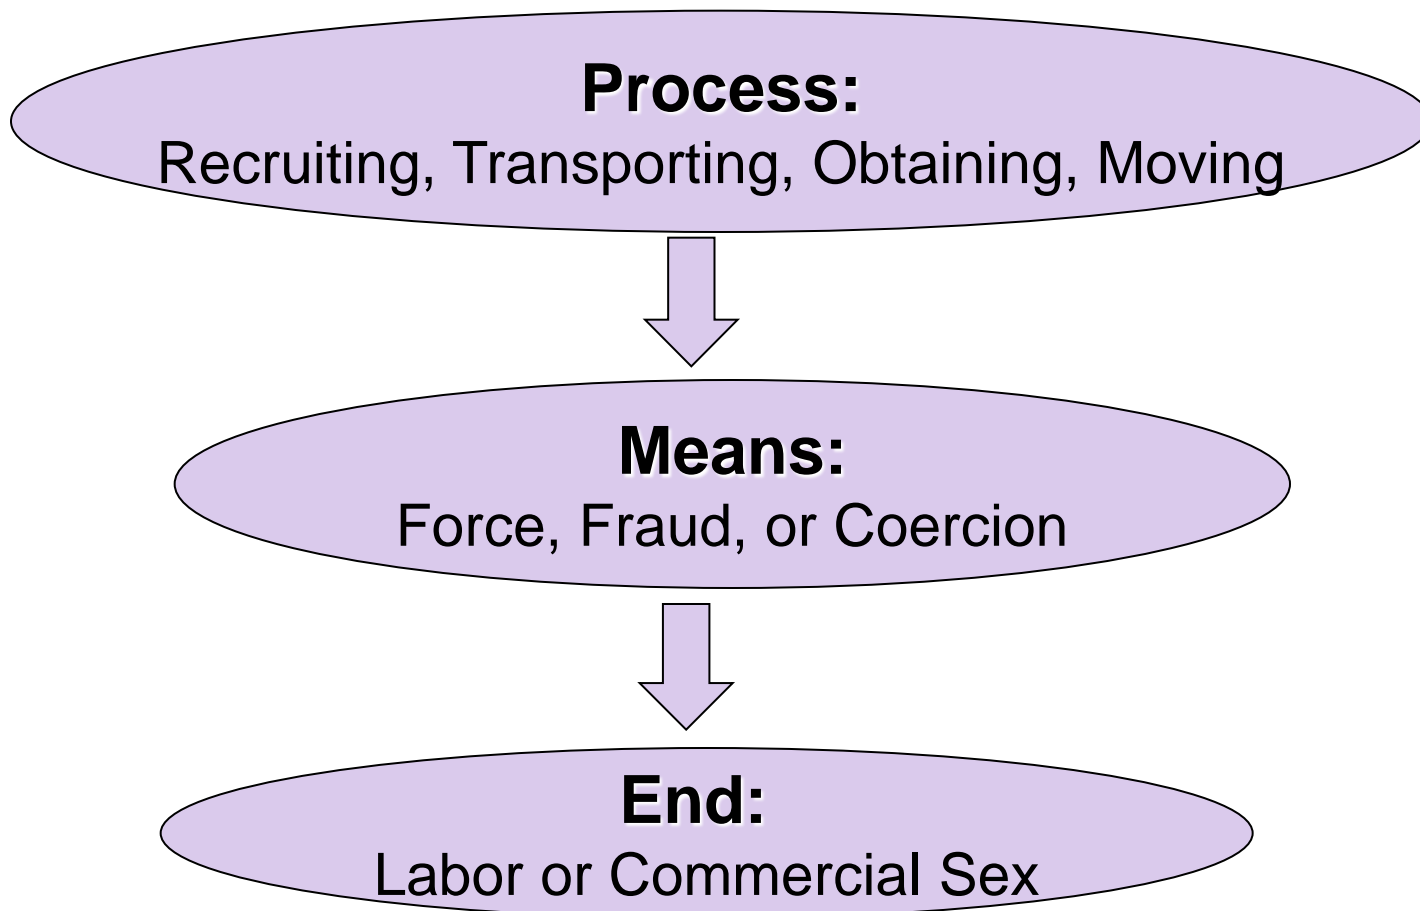 Process:
Recruiting, Transporting, Obtaining, Moving
Means:
Force, Fraud, or Coercion
End:
Labor or Commercial Sex